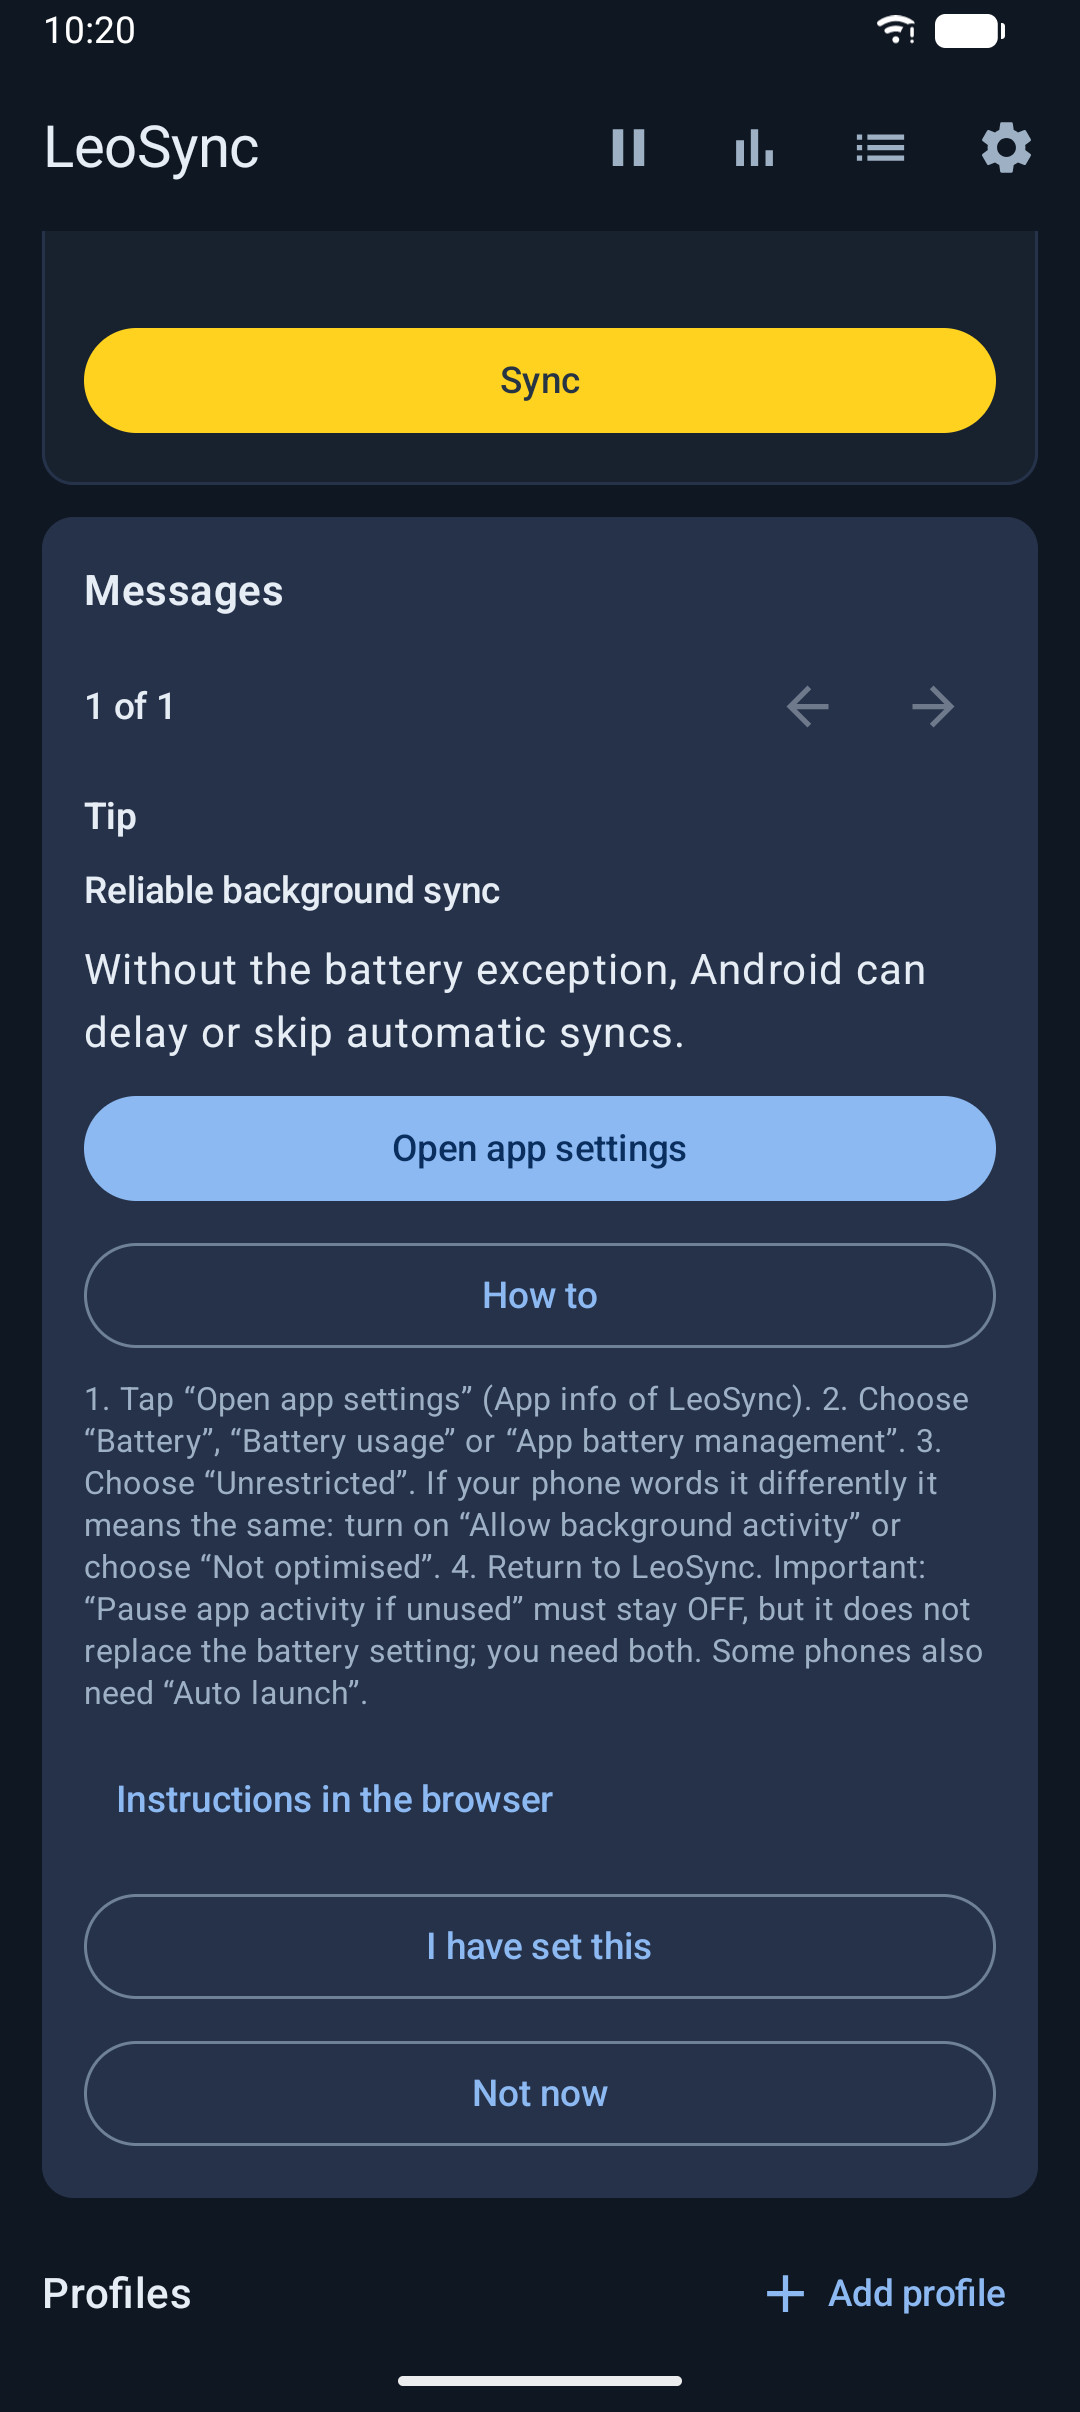 10:20
LeoSync
Sync
Messages
1 of 1
Tip
Reliable background sync
Without the battery exception, Android can
delay or skip automatic syncs.
Open app settings
How to
1. Tap “Open app settings” (App info of LeoSync). 2. Choose
“Battery”, “Battery usage” or “App battery management”. 3.
Choose “Unrestricted”. If your phone words it differently it
means the same: turn on “Allow background activity” or
choose “Not optimised”. 4. Return to LeoSync. Important:
“Pause app activity if unused” must stay OFF, but it does not
replace the battery setting; you need both. Some phones also
need “Auto launch”.
Instructions in the browser
I have set this
Not now
Profiles
Add profile